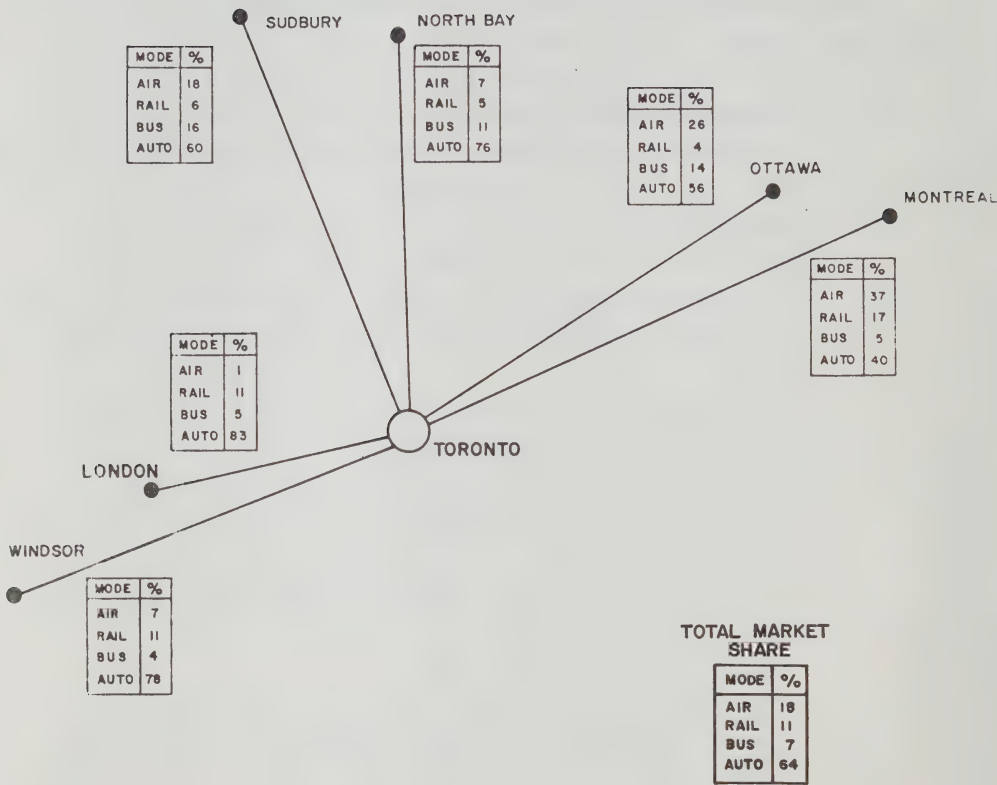 SUDBURY
MODE %
AIR 18
RAIL 6
BUS 16
AUTO 60
NORTH BAY
MODE %
AIR 7
RAIL 5
BUS 11
AUTO 76
MODE %
AIR 26
RAIL 4
BUS 14
AUTO 56
OTTAWA
MONTREAL
MODE %
AIR 37
RAIL 17
BUS 5
AUTO 40
MODE %
AIR 1
RAIL 11
BUS 5
AUTO 83
LONDON
TORONTO
WINDSOR
MODE %
AIR 7
RAIL 11
BUS 4
AUTO 78
TOTAL MARKET
SHARE
MODE %
AIR 18
RAIL 11
BUS 7
AUTO 64